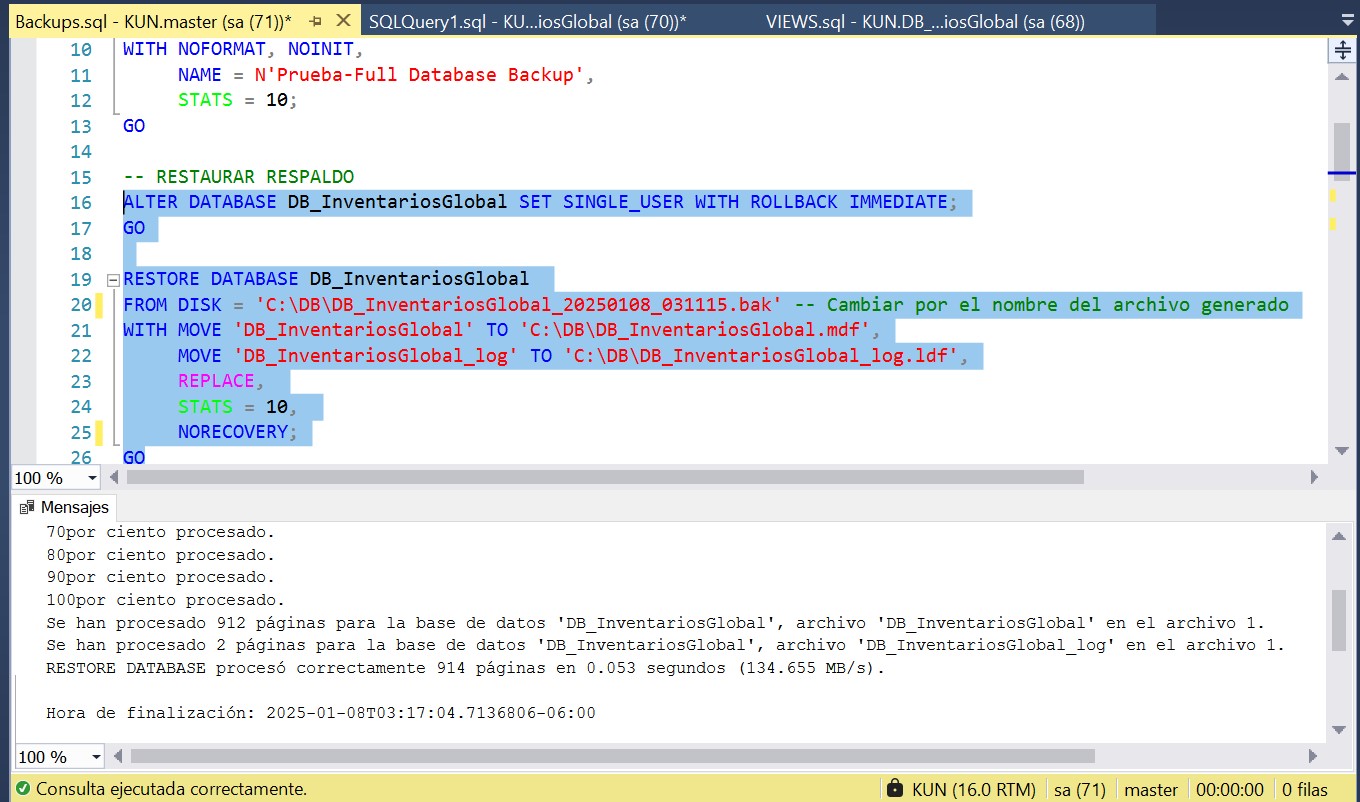 Backups.sql - KUN.master (sa (71))* SQLQuery1.sql - KU...iosGlobal (sa (70))* VIEWS.sql - KUN.DB_...iosGlobal (sa (68))
10 WITH NOFORMAT, NOINIT,
11 NAME = N'Prueba-Full Database Backup',
12 STATS = 10;
13 GO
14
15 -- RESTAURAR RESPALDO
16 ALTER DATABASE DB_InventariosGlobal SET SINGLE_USER WITH ROLLBACK IMMEDIATE;
17 GO
18
19 RESTORE DATABASE DB_InventariosGlobal
20 FROM DISK = 'C:\DB\DB_InventariosGlobal_20250108_031115.bak' -- Cambiar por el nombre del archivo generado
21 WITH MOVE 'DB_InventariosGlobal' TO 'C:\DB\DB_InventariosGlobal.mdf',
22 MOVE 'DB_InventariosGlobal_log' TO 'C:\DB\DB_InventariosGlobal_log.ldf',
23 REPLACE,
24 STATS = 10,
25 NORECOVERY;
26 GO
100 %
Mensajes
70por ciento procesado.
80por ciento procesado.
90por ciento procesado.
100por ciento procesado.
Se han procesado 912 páginas para la base de datos 'DB_InventariosGlobal', archivo 'DB_InventariosGlobal' en el archivo 1.
Se han procesado 2 páginas para la base de datos 'DB_InventariosGlobal', archivo 'DB_InventariosGlobal_log' en el archivo 1.
RESTORE DATABASE procesó correctamente 914 páginas en 0.053 segundos (134.655 MB/s).
Hora de finalización: 2025-01-08T03:17:04.7136806-06:00
100 %
Consulta ejecutada correctamente. KUN (16.0 RTM) sa (71) master 00:00:00 0 filas